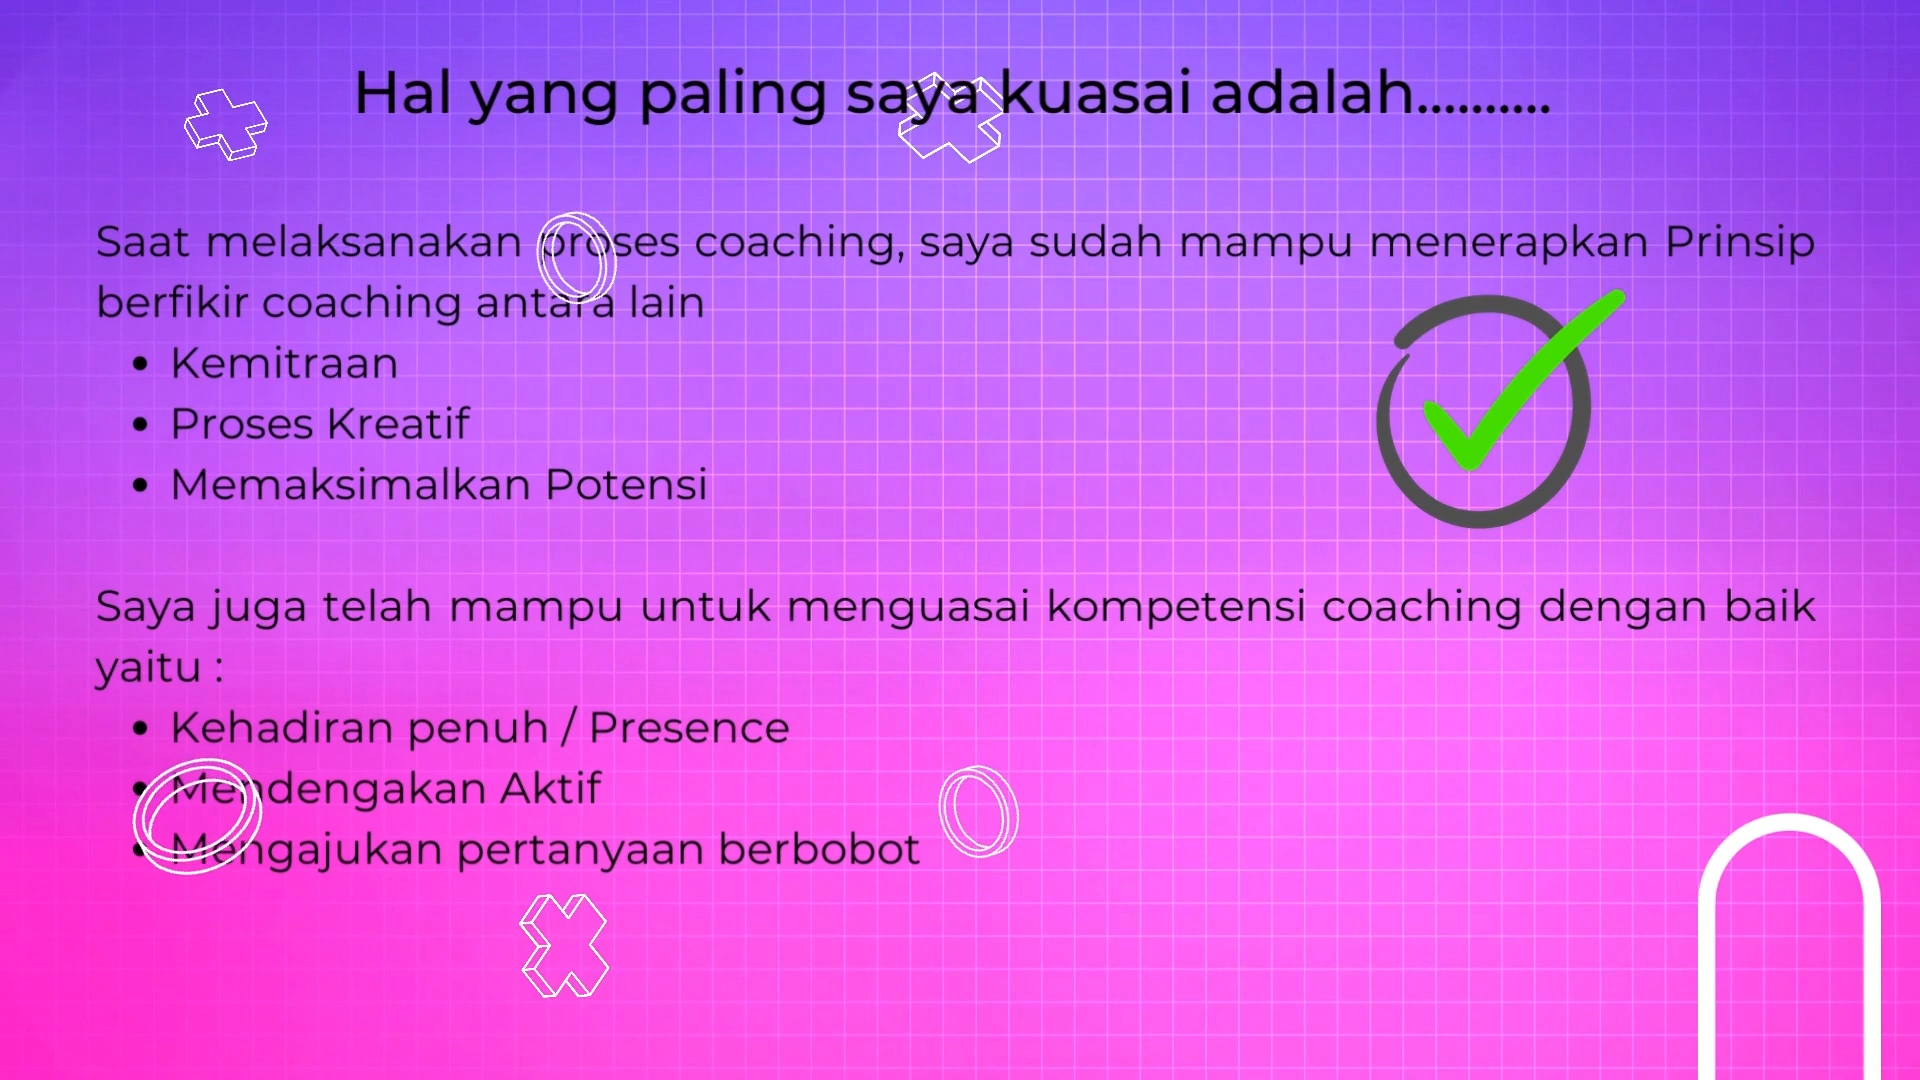 Hal yang paling saya kuasai adalah..........
Saat melaksanakan proses coaching, saya sudah mampu menerapkan Prinsip
berfikir coaching antara lain
• Kemitraan
• Proses Kreatif
• Memaksimalkan Potensi
Saya juga telah mampu untuk menguasai kompetensi coaching dengan baik
yaitu :
• Kehadiran penuh / Presence
• Mendengakan Aktif
• Mengajukan pertanyaan berbobot